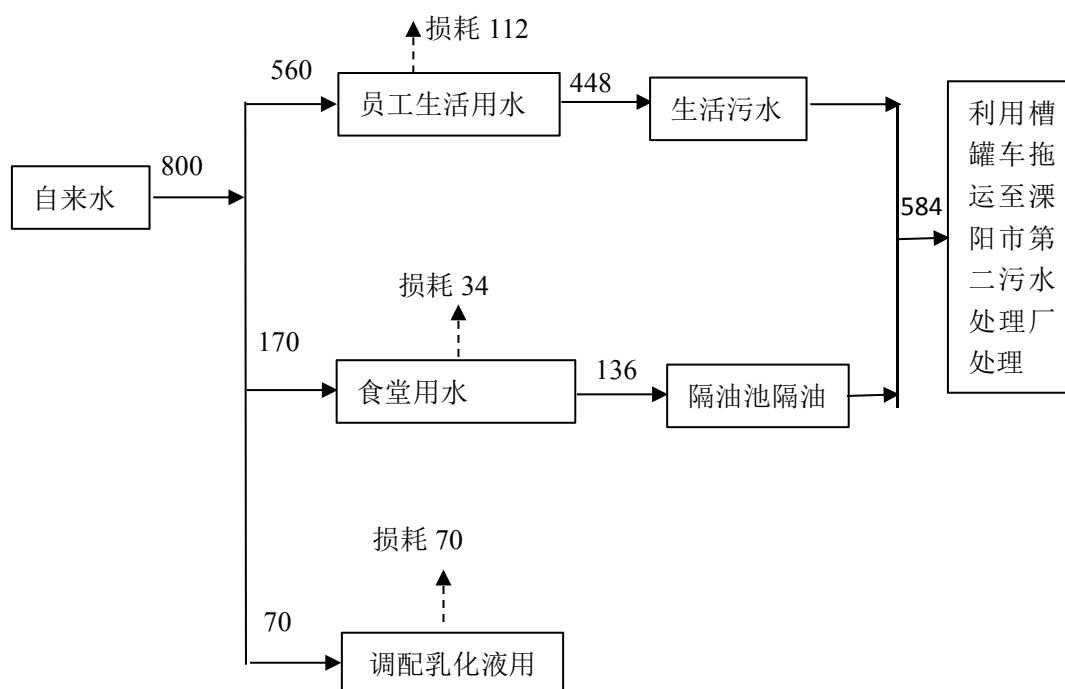 损耗 112
560
员工生活用水
448
生活污水
利用槽
罐车拖
运至溧
阳市第
二污水
处理厂
处理
800
自来水
584
损耗 34
170
食堂用水
136
隔油池隔油
损耗 70
70
调配乳化液用